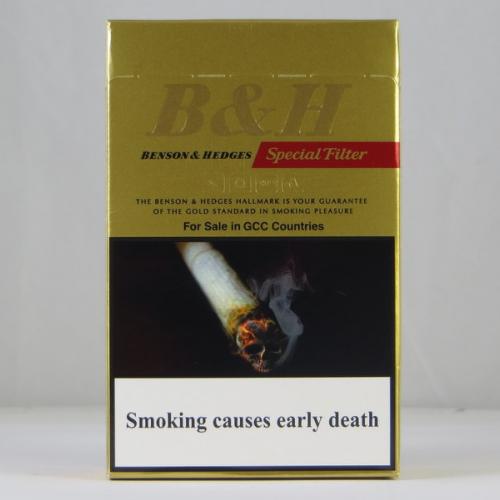 B&H
BENSON & HEDGES Special Filter
THE BENSON & HEDGES HALLMARK IS YOUR GUARANTEE
OF THE GOLD STANDARD IN SMOKING PLEASURE
For Sale in GCC Countries
Smoking causes early death